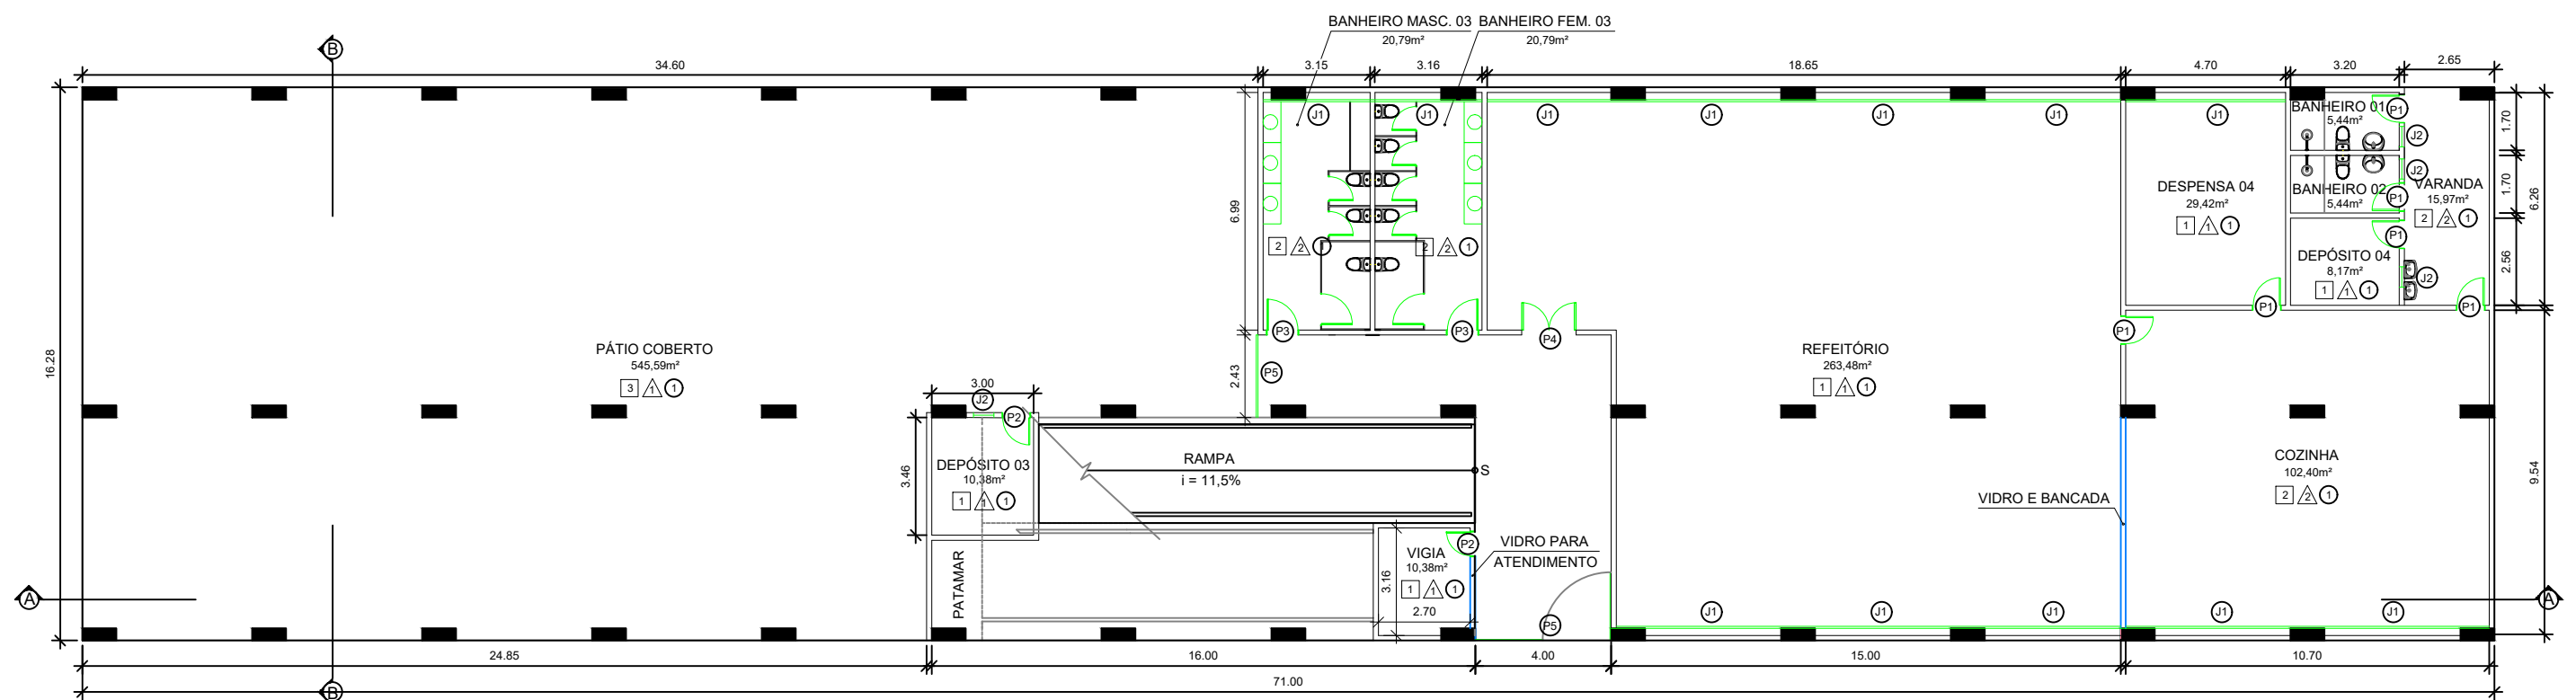 BANHEIRO MASC. 03 BANHEIRO FEM. 03
20,79m² 20,79m²
B
34.60 3.15 3.16 18.65 4.70 3.20 2.65
J1 J1 J1 J1 J1 J1 J1
BANHEIRO 01 P1
5,44m²
J2
1.70
J2
BANHEIRO 02 P1
5,44m²
1.70
VARANDA
15,97m²
2 2 1
6.26
DESPENSA 04
29,42m²
1 1 1
P1
DEPÓSITO 04
8,17m²
1 1 1
J2
2.56
6.99
2 2 1 2 2 1
P1 P1
P3 P3 P4 P1
16.28
PÁTIO COBERTO
545,59m²
3 1 1
REFEITÓRIO
263,48m²
1 1 1
2.43
P5
3.00
J2
P2
3.46
DEPÓSITO 03
10,38m²
1 1 1
RAMPA
i = 11,5%
S
COZINHA
102,40m²
2 2 1
9.54
VIDRO E BANCADA
PATAMAR
VIGIA
10,38m²
1 1 1
P2
3.16
2.70
VIDRO PARA
ATENDIMENTO
A A
P5
J1 J1 J1 J1 J1
24.85 16.00 4.00 15.00 10.70
71.00
B